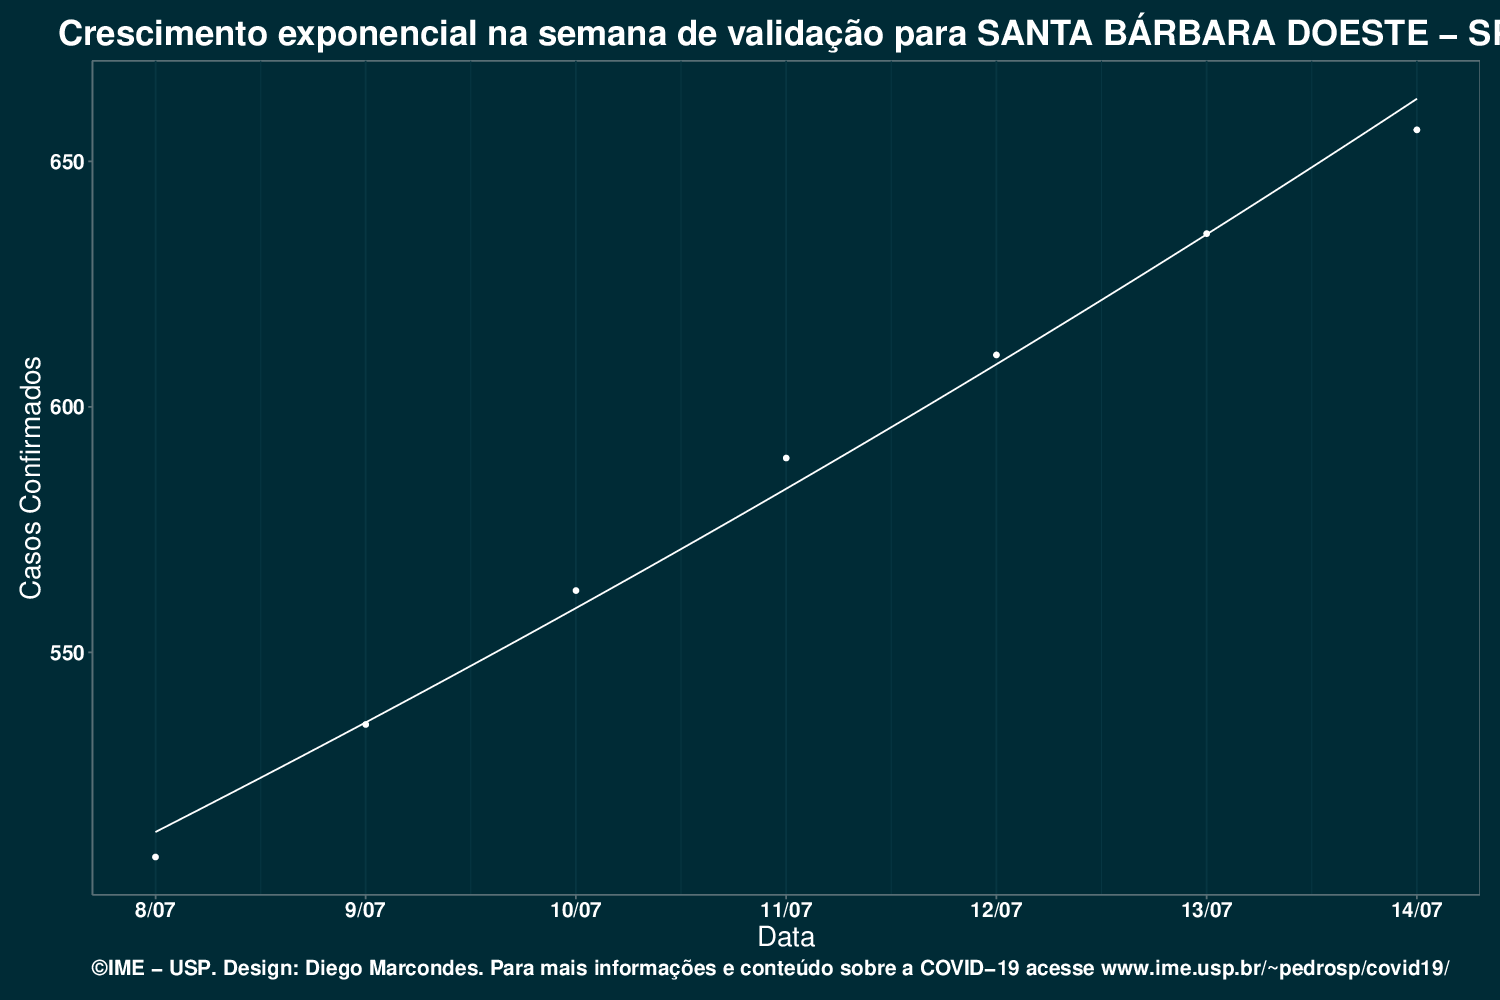 Crescimento exponencial na semana de validação para SANTA BÁRBARA DOESTE – SP
Casos Confirmados
650
600
550
8/07 9/07 10/07 11/07 12/07 13/07 14/07
Data
©IME – USP. Design: Diego Marcondes. Para mais informações e conteúdo sobre a COVID–19 acesse www.ime.usp.br/~pedrosp/covid19/